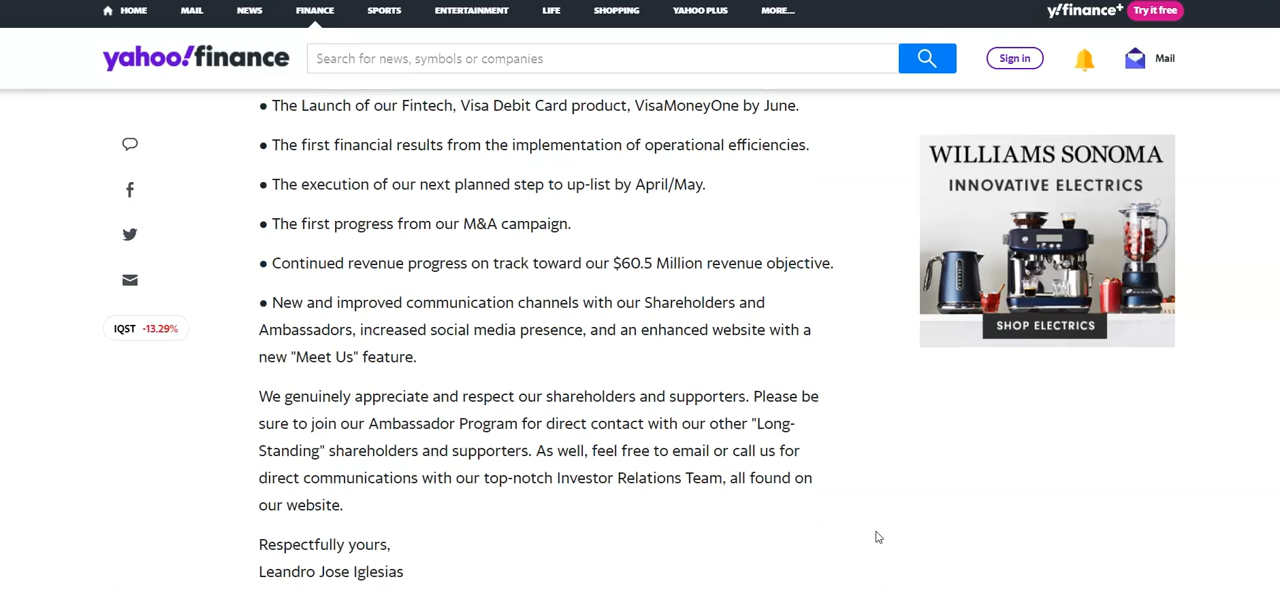 HOME MAIL NEWS FINANCE SPORTS ENTERTAINMENT LIFE SHOPPING YAHOO PLUS MORE... y!finance+ Try it free
yahoo!finance Search for news, symbols or companies Sign in Mail
● The Launch of our Fintech, Visa Debit Card product, VisaMoneyOne by June.
● The first financial results from the implementation of operational efficiencies.
● The execution of our next planned step to up-list by April/May.
● The first progress from our M&A campaign.
● Continued revenue progress on track toward our $60.5 Million revenue objective.
● New and improved communication channels with our Shareholders and
Ambassadors, increased social media presence, and an enhanced website with a
new "Meet Us" feature.
We genuinely appreciate and respect our shareholders and supporters. Please be
sure to join our Ambassador Program for direct contact with our other "Long-
Standing" shareholders and supporters. As well, feel free to email or call us for
direct communications with our top-notch Investor Relations Team, all found on
our website.
Respectfully yours,
Leandro Jose Iglesias
IQST -13.29%
WILLIAMS SONOMA
INNOVATIVE ELECTRICS
SHOP ELECTRICS